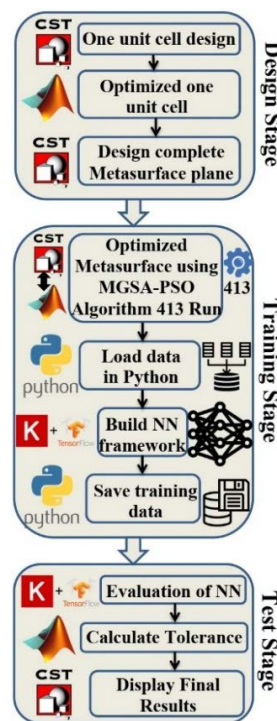 CST
One unit cell design
Optimized one
unit cell
CST
Design complete
Metasurface plane
Design Stage
CST
Optimized
Metasurface using
MGSA-PSO
Algorithm 413 Run
413
python
Load data
in Python
K + TensorFlow
Build NN
framework
python
Save training
data
Training Stage
K + TensorFlow
Evaluation of NN
Calculate Tolerance
CST
Display Final
Results
Test Stage